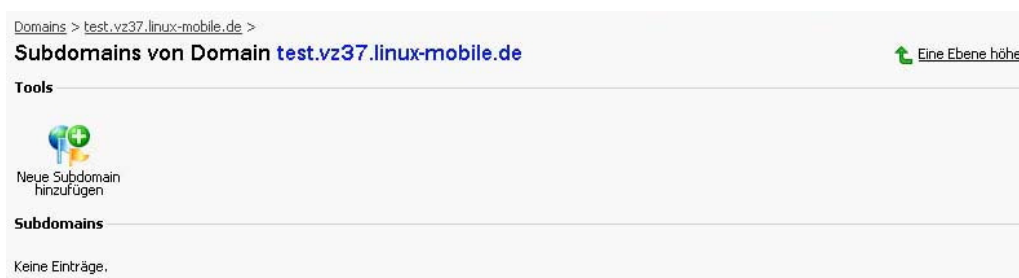 Domains > test.vz37.linux-mobile.de >
Subdomains von Domain test.vz37.linux-mobile.de
Eine Ebene höhe
Tools
Neue Subdomain
hinzufügen
Subdomains
Keine Einträge.